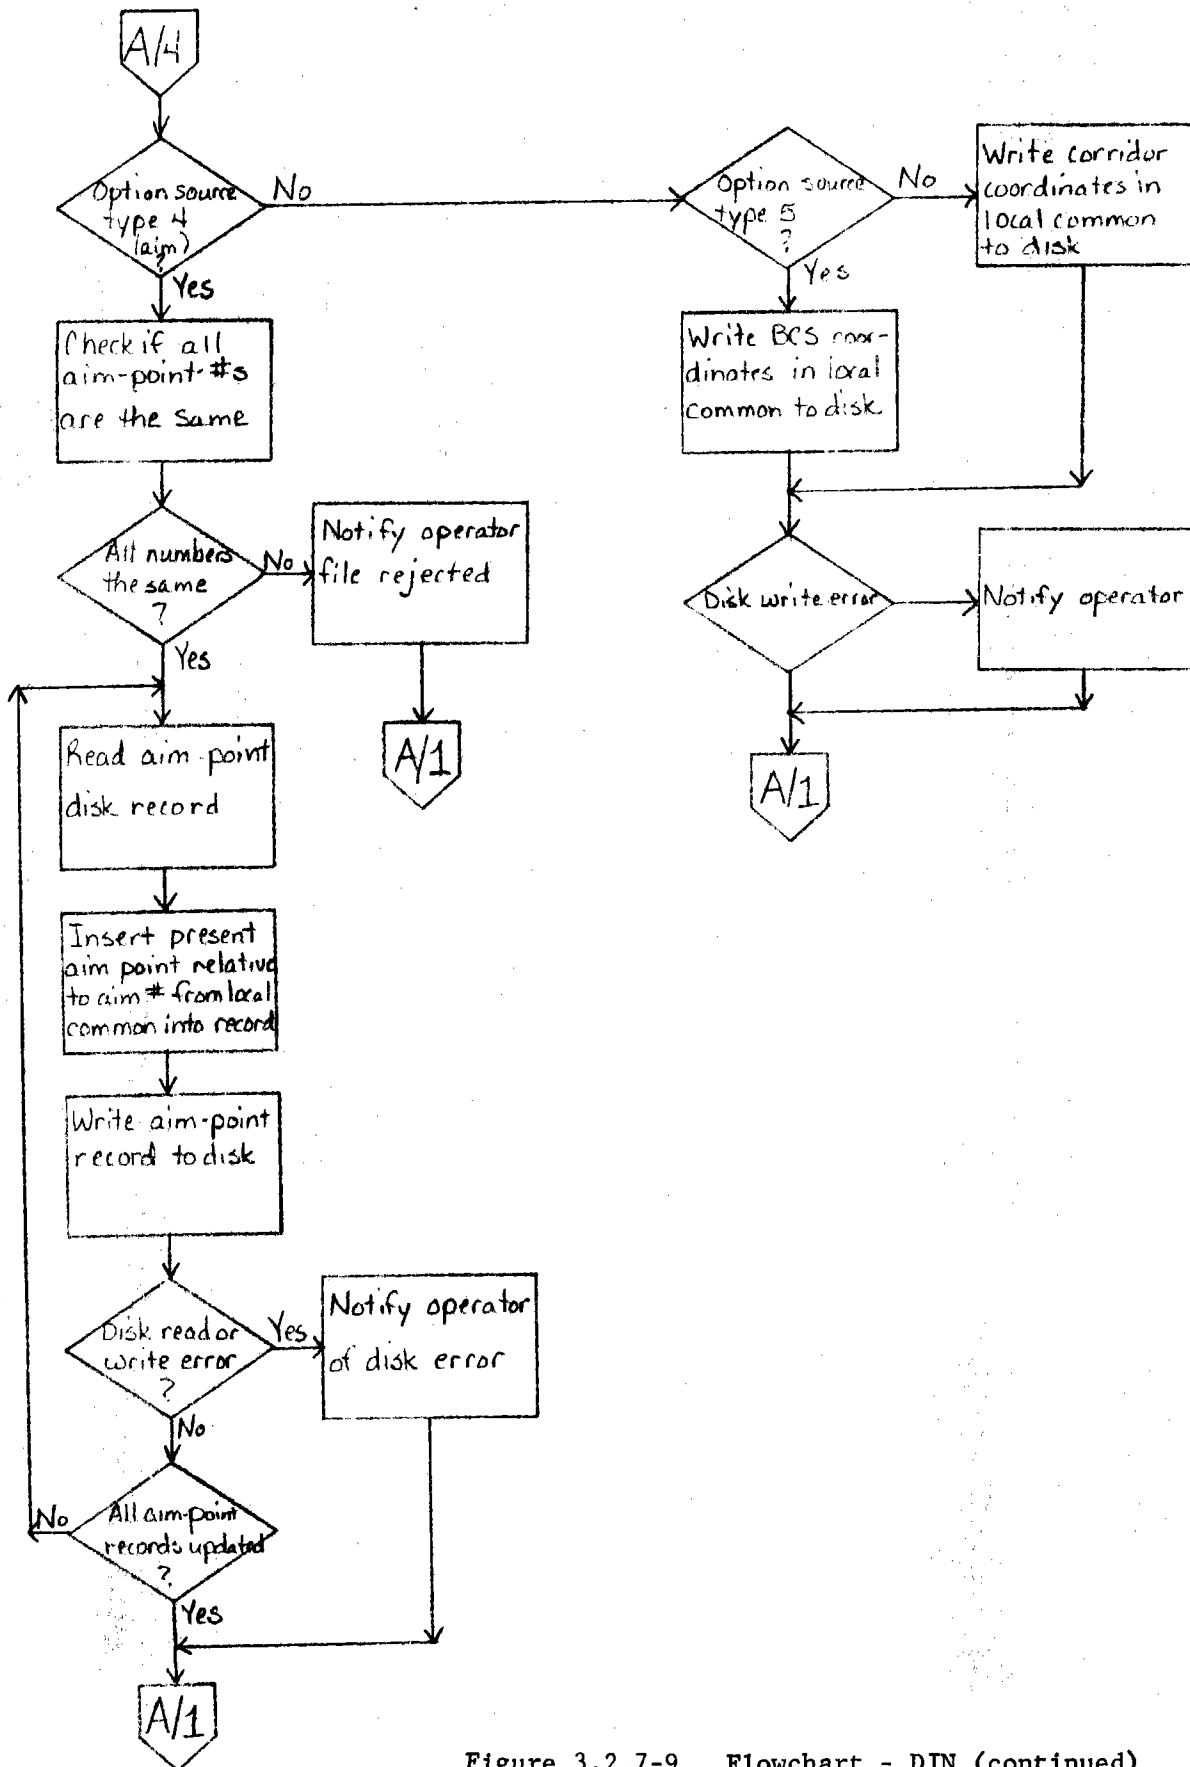 A/4
Option source
type 4
(aim)
?
No
Yes
Option source
type 5
?
No
Yes
Write corridor
coordinates in
local common
to disk
Check if all
aim-point-#s
are the same
Write BCS coor-
dinates in local
common to disk
All numbers
the same
?
No
Yes
Notify operator
file rejected
A/1
Disk write error
Notify operator
A/1
Read aim point
disk record
Insert present
aim point relative
to aim # from local
common into record
Write aim-point
record to disk
Disk read or
write error
?
Yes
No
Notify operator
of disk error
All aim-point
records updated
?
No
Yes
A/1
Figure 3.2.7-9 Flowchart - DIN (continued)